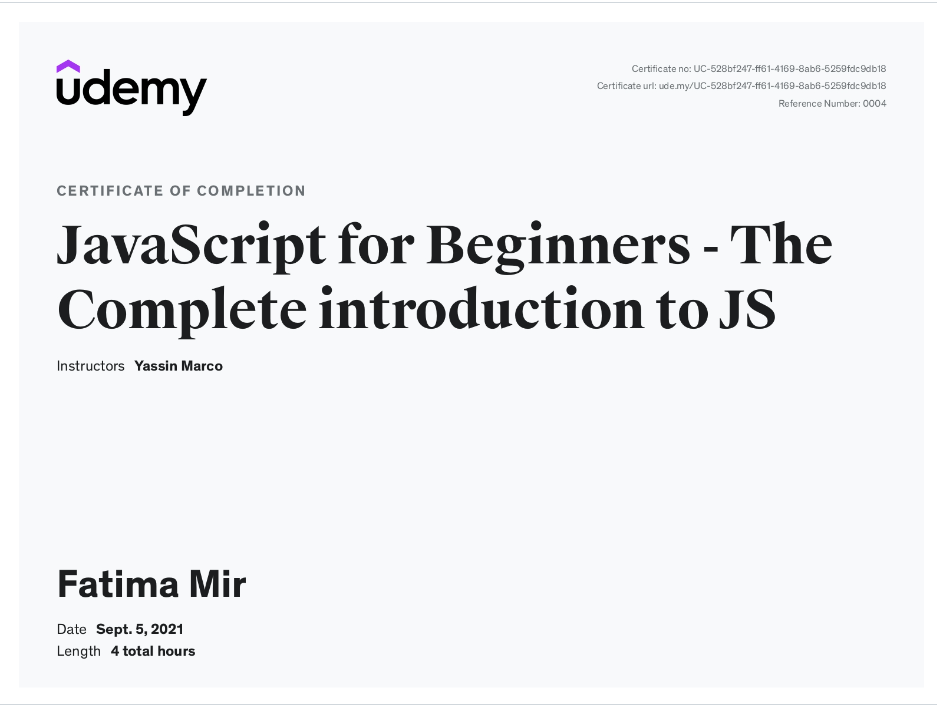 udemy
Certificate no: UC-528bf247-ff61-4169-8ab6-5259fdc9db18
Certificate url: ude.my/UC-528bf247-ff61-4169-8ab6-5259fdc9db18
Reference Number: 0004
CERTIFICATE OF COMPLETION
JavaScript for Beginners - The
Complete introduction to JS
Instructors Yassin Marco
Fatima Mir
Date Sept. 5, 2021
Length 4 total hours